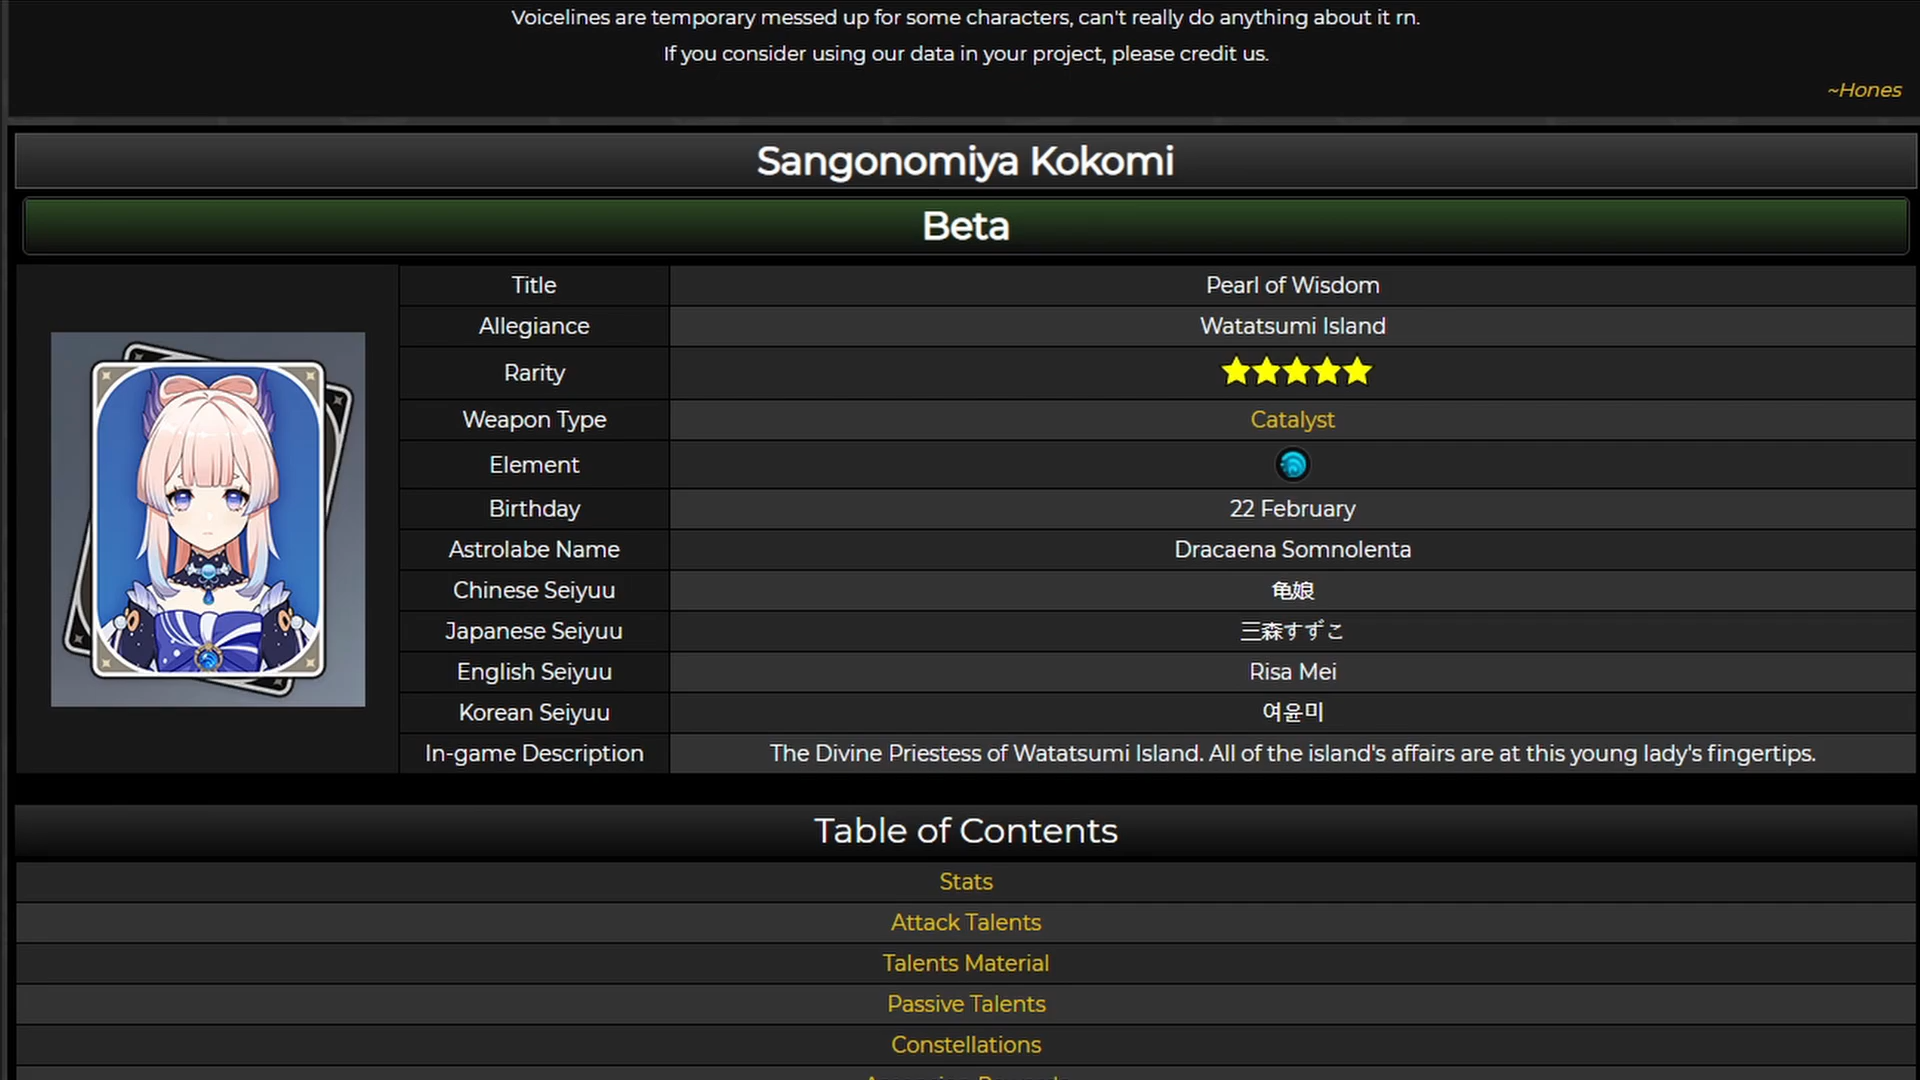 Voicelines are temporary messed up for some characters, can't really do anything about it rn.
If you consider using our data in your project, please credit us.
~Hones
Sangonomiya Kokomi
Beta
Title Pearl of Wisdom
Allegiance Watatsumi Island
Rarity
Weapon Type Catalyst
Element
Birthday 22 February
Astrolabe Name Dracaena Somnolenta
Chinese Seiyuu 龟娘
Japanese Seiyuu 三森すずこ
English Seiyuu Risa Mei
Korean Seiyuu 여윤미
In-game Description The Divine Priestess of Watatsumi Island. All of the island's affairs are at this young lady's fingertips.
Table of Contents
Stats
Attack Talents
Talents Material
Passive Talents
Constellations